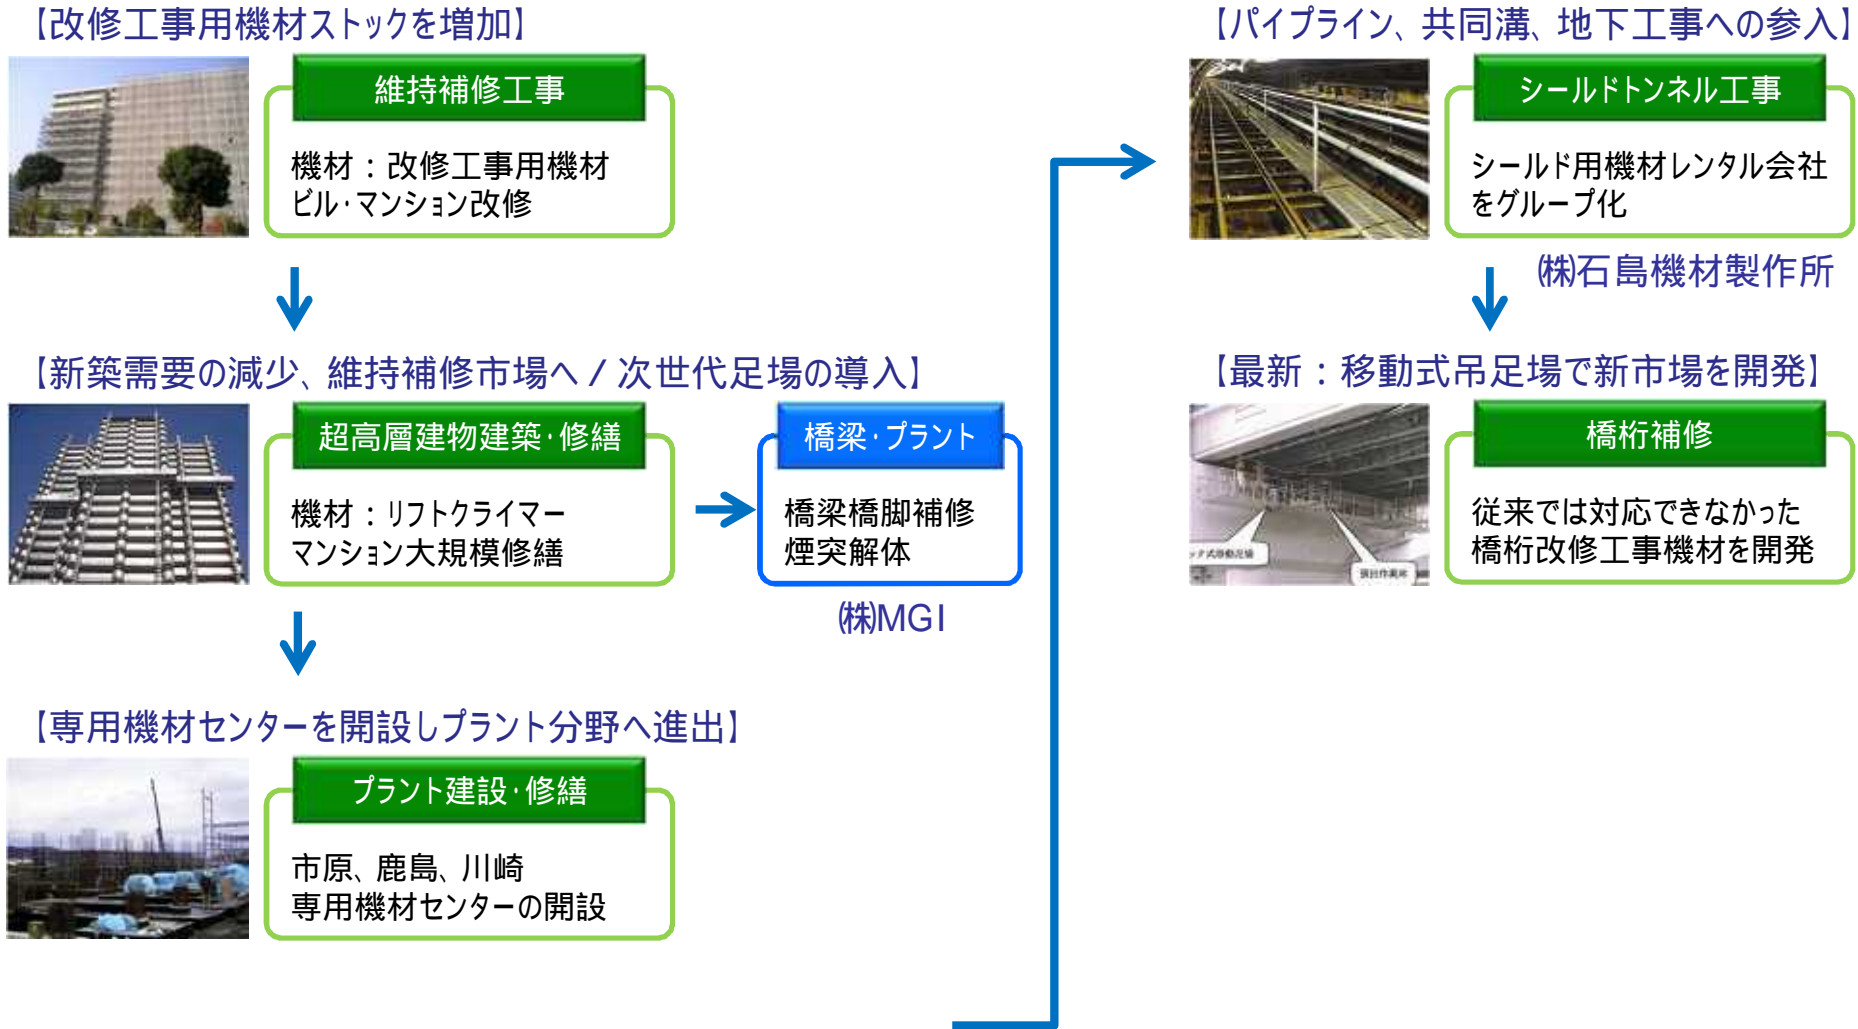 【改修工事用機材ストックを増加】
維持補修工事
機材：改修工事用機材
ビル・マンション改修
【新築需要の減少、維持補修市場へ／次世代足場の導入】
超高層建物建築・修繕
機材：リフトクライマー
マンション大規模修繕
橋梁・プラント
橋梁橋脚補修
煙突解体
㈱MGI
【専用機材センターを開設しプラント分野へ進出】
プラント建設・修繕
市原、鹿島、川崎
専用機材センターの開設
【パイプライン、共同溝、地下工事への参入】
シールドトンネル工事
シールド用機材レンタル会社
をグループ化
㈱石島機材製作所
【最新：移動式吊足場で新市場を開発】
橋桁補修
従来では対応できなかった
橋桁改修工事機材を開発